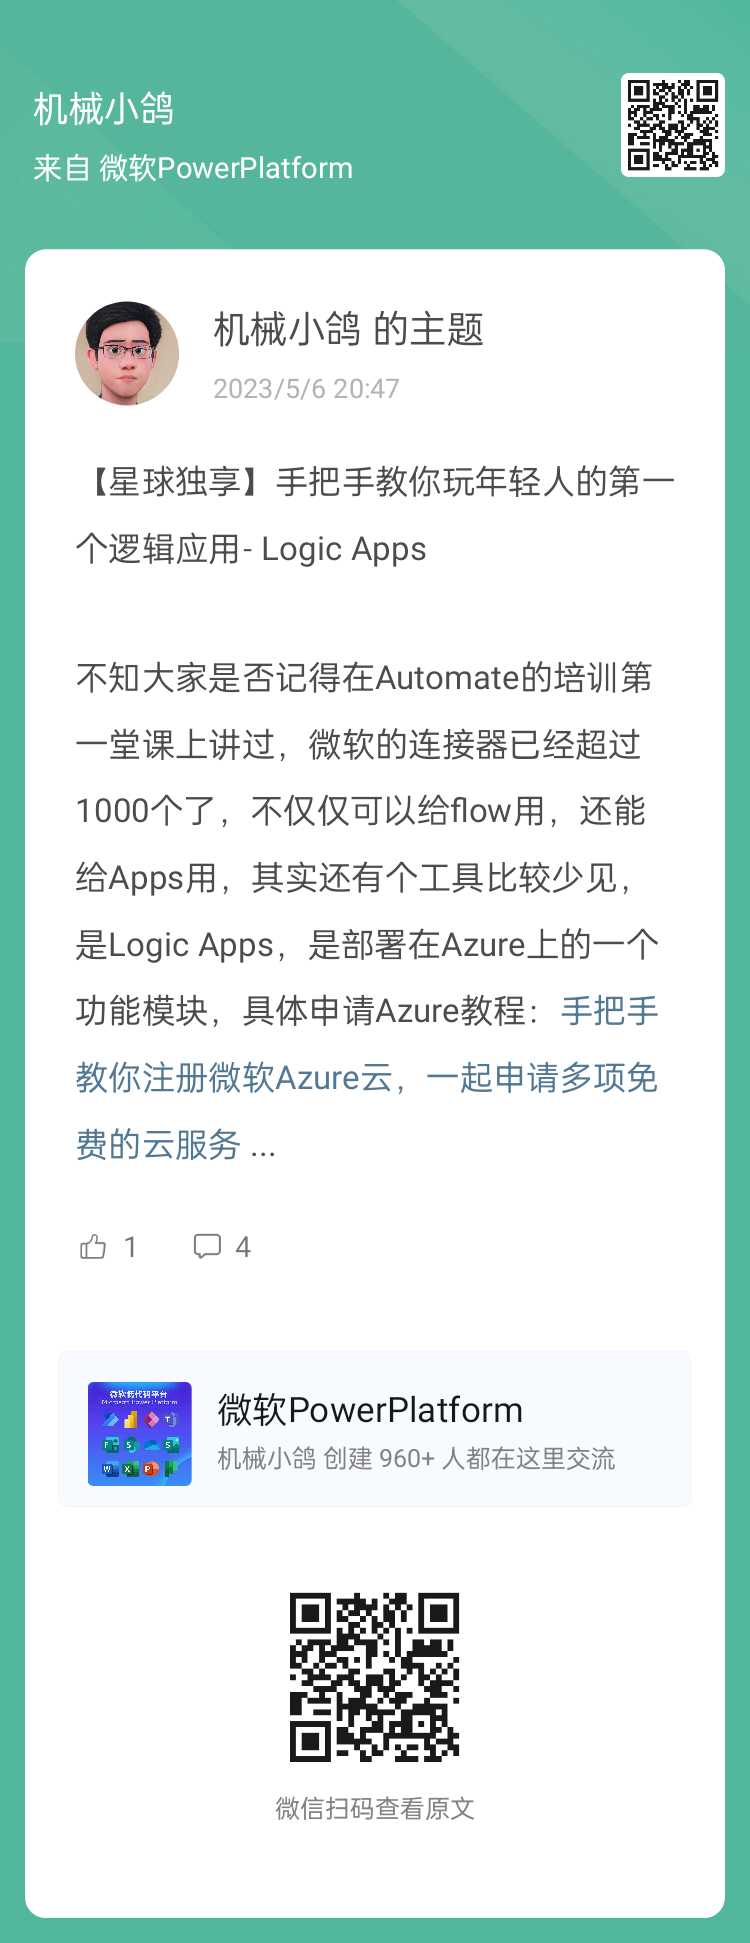 机械小鸽
来自 微软PowerPlatform
机械小鸽 的主题
2023/5/6 20:47
【星球独享】手把手教你玩年轻人的第一
个逻辑应用- Logic Apps
不知大家是否记得在Automate的培训第
一堂课上讲过，微软的连接器已经超过
1000个了，不仅仅可以给flow用，还能
给Apps用，其实还有个工具比较少见，
是Logic Apps，是部署在Azure上的一个
功能模块，具体申请Azure教程：手把手
教你注册微软Azure云，一起申请多项免
费的云服务 ...
1 4
微软低代码平台
Microsoft Power Platform
微软PowerPlatform
机械小鸽 创建 960+ 人都在这里交流
微信扫码查看原文